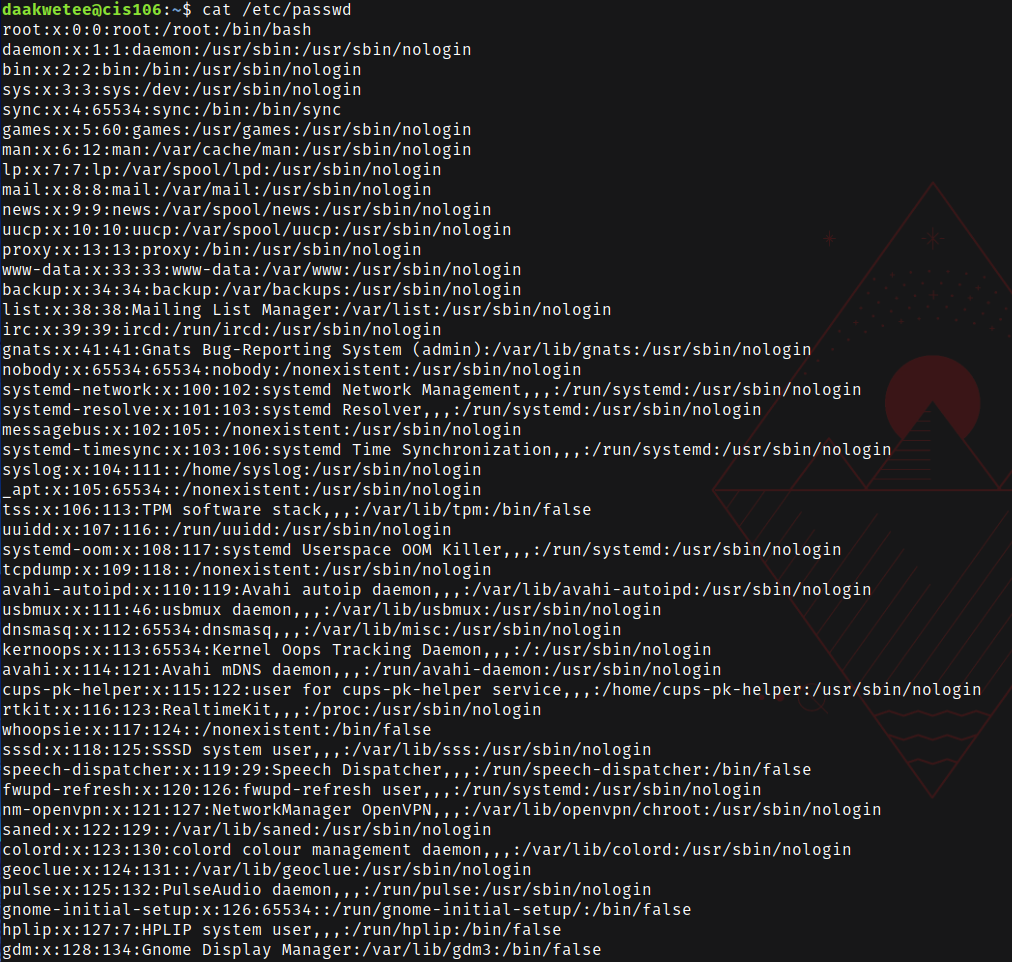 daakwetee@cis106:~$ cat /etc/passwd
root:x:0:0:root:/root:/bin/bash
daemon:x:1:1:daemon:/usr/sbin:/usr/sbin/nologin
bin:x:2:2:bin:/bin:/usr/sbin/nologin
sys:x:3:3:sys:/dev:/usr/sbin/nologin
sync:x:4:65534:sync:/bin:/bin/sync
games:x:5:60:games:/usr/games:/usr/sbin/nologin
man:x:6:12:man:/var/cache/man:/usr/sbin/nologin
lp:x:7:7:lp:/var/spool/lpd:/usr/sbin/nologin
mail:x:8:8:mail:/var/mail:/usr/sbin/nologin
news:x:9:9:news:/var/spool/news:/usr/sbin/nologin
uucp:x:10:10:uucp:/var/spool/uucp:/usr/sbin/nologin
proxy:x:13:13:proxy:/bin:/usr/sbin/nologin
www-data:x:33:33:www-data:/var/www:/usr/sbin/nologin
backup:x:34:34:backup:/var/backups:/usr/sbin/nologin
list:x:38:38:Mailing List Manager:/var/list:/usr/sbin/nologin
irc:x:39:39:ircd:/run/ircd:/usr/sbin/nologin
gnats:x:41:41:Gnats Bug-Reporting System (admin):/var/lib/gnats:/usr/sbin/nologin
nobody:x:65534:65534:nobody:/nonexistent:/usr/sbin/nologin
systemd-network:x:100:102:systemd Network Management,,,:/run/systemd:/usr/sbin/nologin
systemd-resolve:x:101:103:systemd Resolver,,,:/run/systemd:/usr/sbin/nologin
messagebus:x:102:105::/nonexistent:/usr/sbin/nologin
systemd-timesync:x:103:106:systemd Time Synchronization,,,:/run/systemd:/usr/sbin/nologin
syslog:x:104:111::/home/syslog:/usr/sbin/nologin
_apt:x:105:65534::/nonexistent:/usr/sbin/nologin
tss:x:106:113:TPM software stack,,,:/var/lib/tpm:/bin/false
uuidd:x:107:116::/run/uuidd:/usr/sbin/nologin
systemd-oom:x:108:117:systemd Userspace OOM Killer,,,:/run/systemd:/usr/sbin/nologin
tcpdump:x:109:118::/nonexistent:/usr/sbin/nologin
avahi-autoipd:x:110:119:Avahi autoip daemon,,,:/var/lib/avahi-autoipd:/usr/sbin/nologin
usbmux:x:111:46:usbmux daemon,,,:/var/lib/usbmux:/usr/sbin/nologin
dnsmasq:x:112:65534:dnsmasq,,,:/var/lib/misc:/usr/sbin/nologin
kernoops:x:113:65534:Kernel Oops Tracking Daemon,,,:/:/usr/sbin/nologin
avahi:x:114:121:Avahi mDNS daemon,,,:/run/avahi-daemon:/usr/sbin/nologin
cups-pk-helper:x:115:122:user for cups-pk-helper service,,,:/home/cups-pk-helper:/usr/sbin/nologin
rtkit:x:116:123:RealtimeKit,,,:/proc:/usr/sbin/nologin
whoopsie:x:117:124::/nonexistent:/bin/false
sssd:x:118:125:SSSD system user,,,:/var/lib/sss:/usr/sbin/nologin
speech-dispatcher:x:119:29:Speech Dispatcher,,,:/run/speech-dispatcher:/bin/false
fwupd-refresh:x:120:126:fwupd-refresh user,,,:/run/systemd:/usr/sbin/nologin
nm-openvpn:x:121:127:NetworkManager OpenVPN,,,:/var/lib/openvpn/chroot:/usr/sbin/nologin
saned:x:122:129::/var/lib/saned:/usr/sbin/nologin
colord:x:123:130:colord colour management daemon,,,:/var/lib/colord:/usr/sbin/nologin
geoclue:x:124:131::/var/lib/geoclue:/usr/sbin/nologin
pulse:x:125:132:PulseAudio daemon,,,:/run/pulse:/usr/sbin/nologin
gnome-initial-setup:x:126:65534::/run/gnome-initial-setup/:/bin/false
hplip:x:127:7:HPLIP system user,,,:/run/hplip:/bin/false
gdm:x:128:134:Gnome Display Manager:/var/lib/gdm3:/bin/false